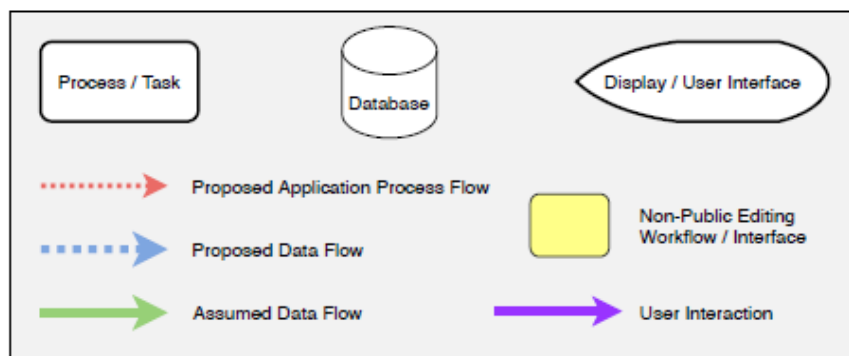 Process / Task
Database
Display / User Interface
Proposed Application Process Flow
Non-Public Editing
Workflow / Interface
Proposed Data Flow
Assumed Data Flow
User Interaction